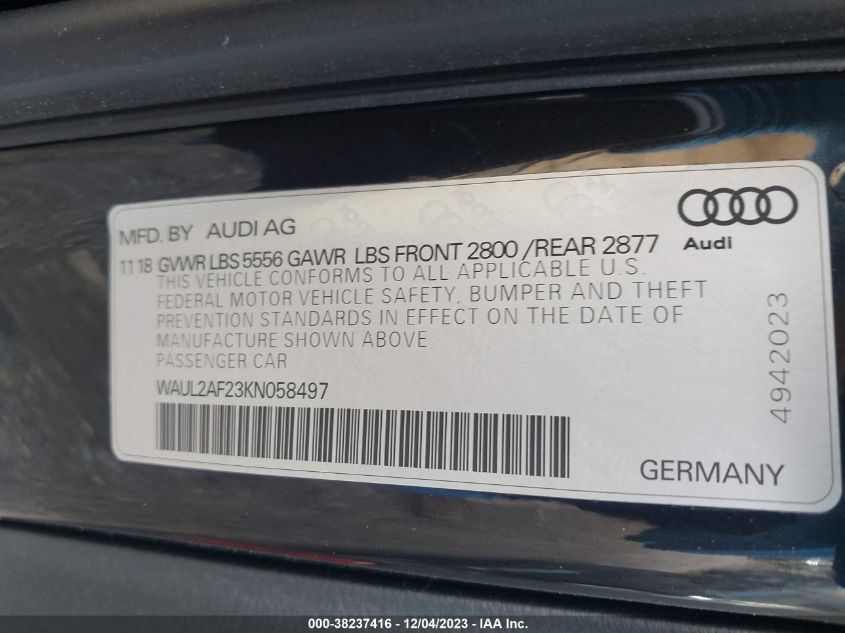 MFD. BY AUDI AG
11 18 GVWR LBS 5556 GAWR LBS FRONT 2800 /REAR 2877
Audi
THIS VEHICLE CONFORMS TO ALL APPLICABLE U.S.
FEDERAL MOTOR VEHICLE SAFETY, BUMPER AND THEFT
PREVENTION STANDARDS IN EFFECT ON THE DATE OF
MANUFACTURE SHOWN ABOVE
PASSENGER CAR
WAUL2AF23KN058497
4942023
GERMANY
000-38237416 - 12/04/2023 - IAA Inc.